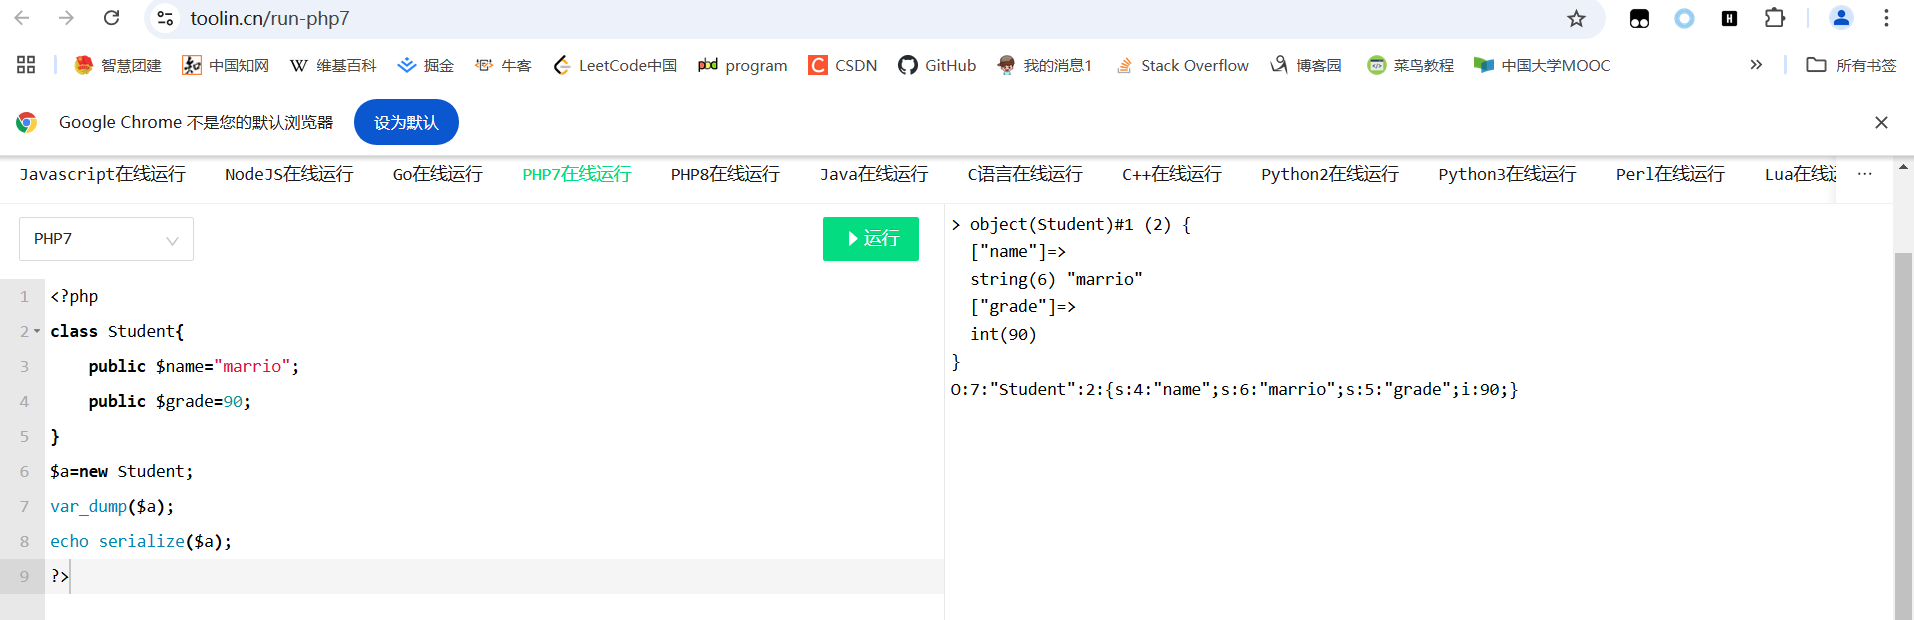 toolin.cn/run-php7
智慧团建 中国知网 维基百科 掘金 牛客 LeetCode中国 pbd program CSDN GitHub 我的消息1 Stack Overflow 博客园 菜鸟教程 中国大学MOOC » 所有书签
Google Chrome 不是您的默认浏览器 设为默认
Javascript在线运行 NodeJS在线运行 Go在线运行 PHP7在线运行 PHP8在线运行 Java在线运行 C语言在线运行 C++在线运行 Python2在线运行 Python3在线运行 Perl在线运行 Lua在线运 ...
PHP7 运行
1 <?php
2 class Student{
3     public $name="marrio";
4     public $grade=90;
5 }
6 $a=new Student;
7 var_dump($a);
8 echo serialize($a);
9 ?>
> object(Student)#1 (2) {
  ["name"]=>
  string(6) "marrio"
  ["grade"]=>
  int(90)
}
O:7:"Student":2:{s:4:"name";s:6:"marrio";s:5:"grade";i:90;}